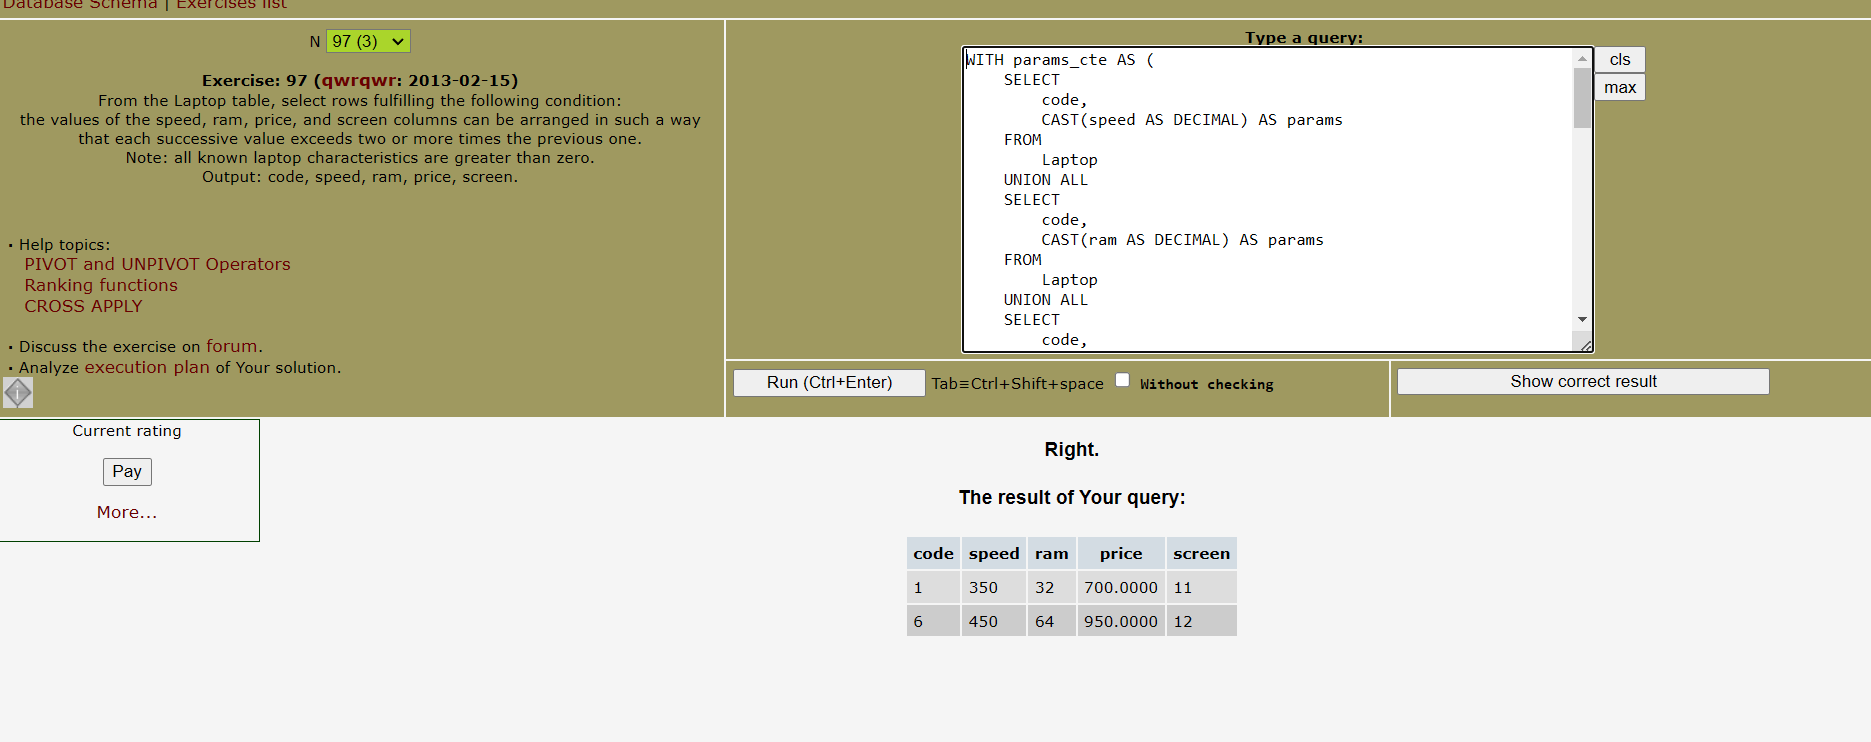 Database Schema | Exercises list
N 97 (3)
Exercise: 97 (qwrqwr: 2013-02-15)
From the Laptop table, select rows fulfilling the following condition:
the values of the speed, ram, price, and screen columns can be arranged in such a way
that each successive value exceeds two or more times the previous one.
Note: all known laptop characteristics are greater than zero.
Output: code, speed, ram, price, screen.
· Help topics:
PIVOT and UNPIVOT Operators
Ranking functions
CROSS APPLY
· Discuss the exercise on forum.
· Analyze execution plan of Your solution.
Type a query:
WITH params_cte AS (
    SELECT
        code,
        CAST(speed AS DECIMAL) AS params
    FROM
        Laptop
    UNION ALL
    SELECT
        code,
        CAST(ram AS DECIMAL) AS params
    FROM
        Laptop
    UNION ALL
    SELECT
        code,
cls
max
Run (Ctrl+Enter) Tab≡Ctrl+Shift+space Without checking
Show correct result
Current rating
Pay
More...
Right.
The result of Your query:
code speed ram price screen
1 350 32 700.0000 11
6 450 64 950.0000 12